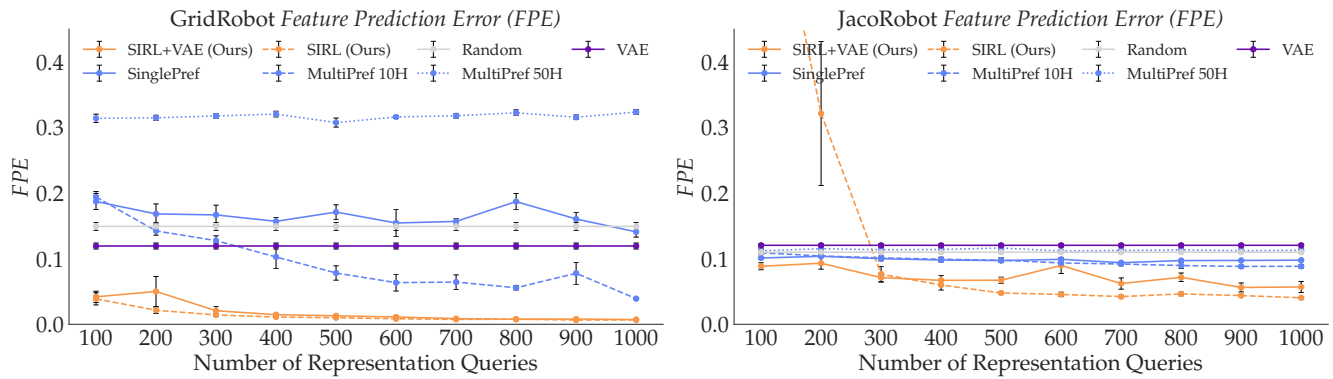 GridRobot Feature Prediction Error (FPE)
SIRL+VAE (Ours) SIRL (Ours) Random VAE
SinglePref MultiPref 10H MultiPref 50H
0.4
0.3
0.2
0.1
0.0
FPE
100 200 300 400 500 600 700 800 900 1000
Number of Representation Queries
JacoRobot Feature Prediction Error (FPE)
SIRL+VAE (Ours) SIRL (Ours) Random VAE
SinglePref MultiPref 10H MultiPref 50H
0.4
0.3
0.2
0.1
0.0
FPE
100 200 300 400 500 600 700 800 900 1000
Number of Representation Queries